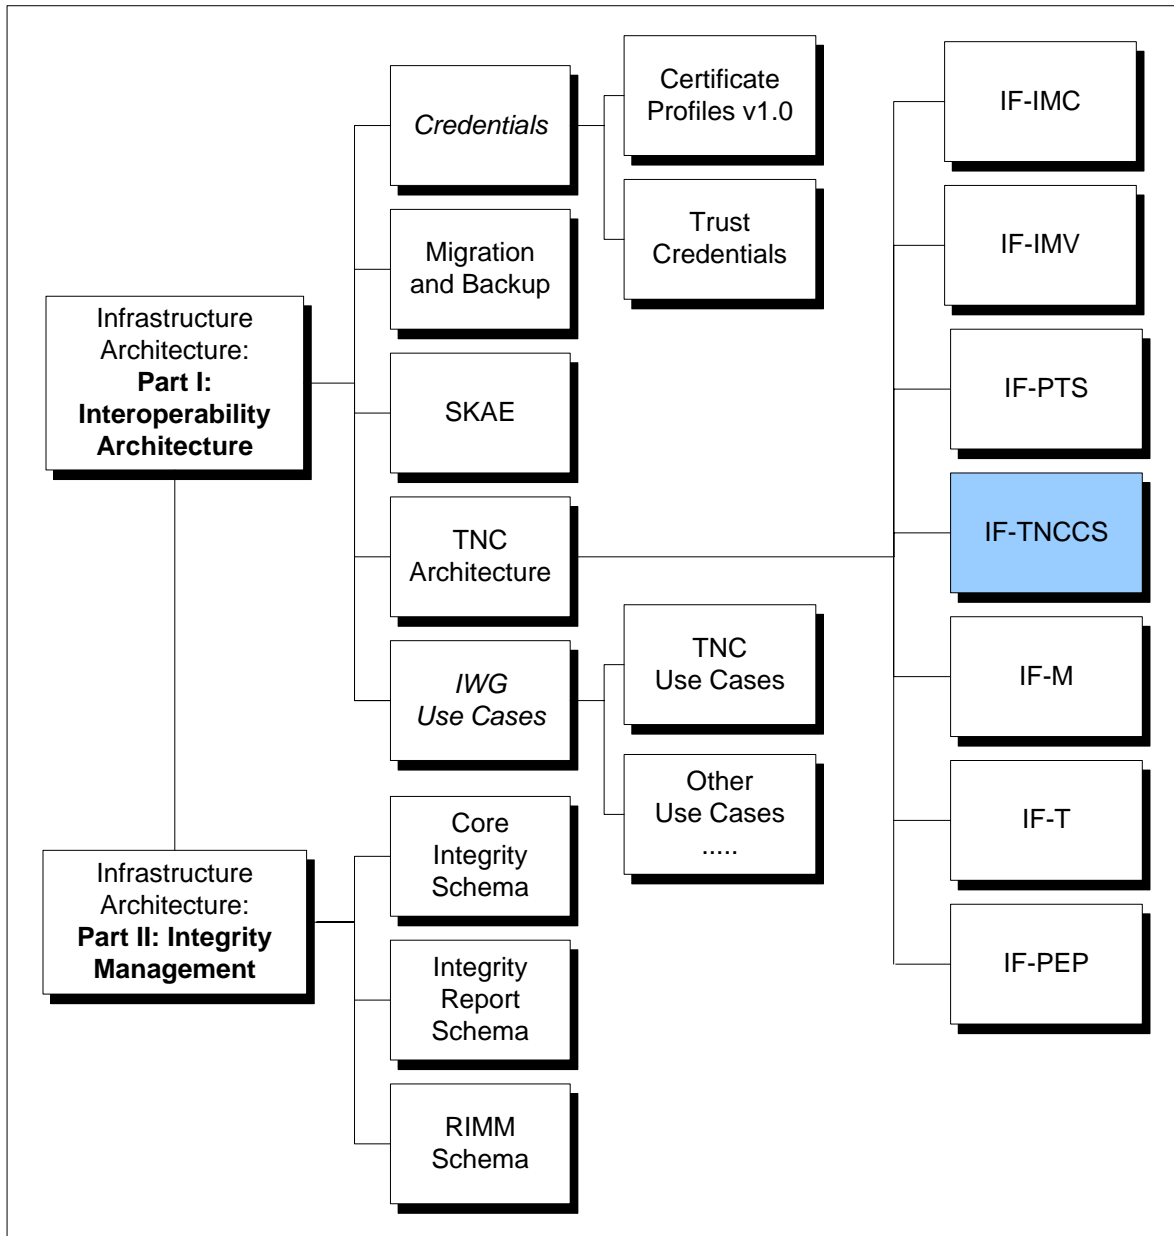 Infrastructure
Architecture:
Part I:
Interoperability
Architecture
Infrastructure
Architecture:
Part II: Integrity
Management
Credentials
Migration
and Backup
SKAE
TNC
Architecture
IWG
Use Cases
Core
Integrity
Schema
Integrity
Report
Schema
RIMM
Schema
Certificate
Profiles v1.0
Trust
Credentials
TNC
Use Cases
Other
Use Cases
.....
IF-IMC
IF-IMV
IF-PTS
IF-TNCCS
IF-M
IF-T
IF-PEP